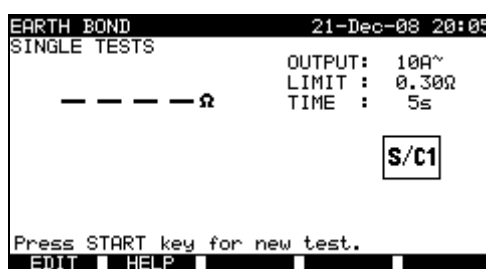 EARTH BOND 21-Dec-08 20:05
SINGLE TESTS
OUTPUT: 10A~
LIMIT : 0.30Ω
– – – – Ω TIME : 5s
S/C1
Press START key for new test.
EDIT HELP